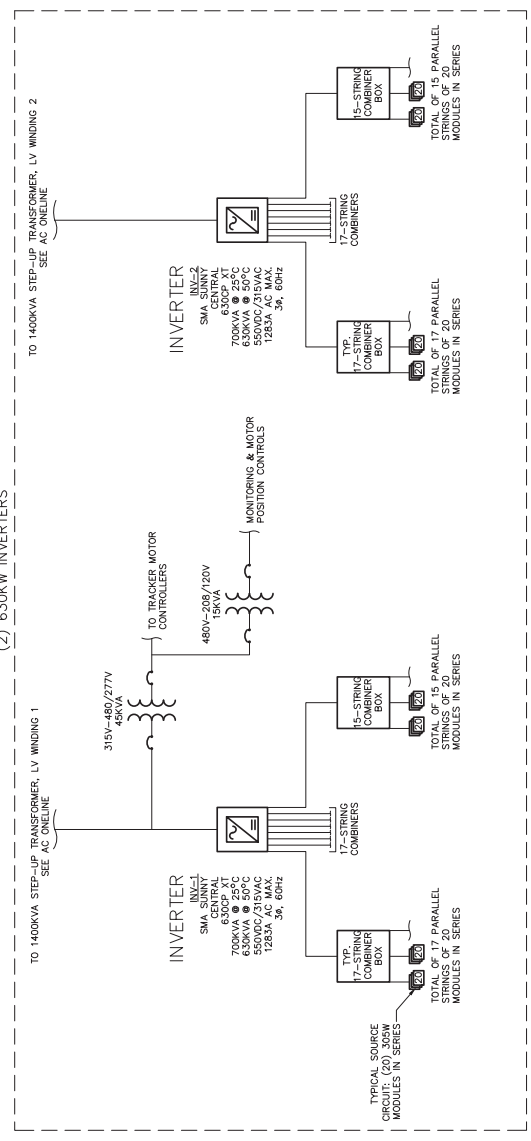 (2) 630KW INVERTERS
TO 1400KVA STEP-UP TRANSFORMER, LV WINDING 1
SEE AC ONELINE
315V-480/277V
45KVA
TO TRACKER MOTOR
CONTROLLERS
480V-208/120V
15KVA
MONITORING & MOTOR
POSITION CONTROLS
INVERTER
INV-1
SMA SUNNY
CENTRAL
630CP XT
700KVA @ 25°C
630KVA @ 50°C
550VDC/315VAC
1283A AC MAX.
3ø, 60Hz
TYP.
17-STRING
COMBINER
BOX
17-STRING
COMBINERS
15-STRING
COMBINER
BOX
20
20
20
20
TYPICAL SOURCE
CIRCUIT: (20) 305W
MODULES IN SERIES
TOTAL OF 17 PARALLEL
STRINGS OF 20
MODULES IN SERIES
TOTAL OF 15 PARALLEL
STRINGS OF 20
MODULES IN SERIES
TO 1400KVA STEP-UP TRANSFORMER, LV WINDING 2
SEE AC ONELINE
INVERTER
INV-2
SMA SUNNY
CENTRAL
630CP XT
700KVA @ 25°C
630KVA @ 50°C
550VDC/315VAC
1283A AC MAX.
3ø, 60Hz
TYP.
17-STRING
COMBINER
BOX
17-STRING
COMBINERS
15-STRING
COMBINER
BOX
20
20
20
20
TOTAL OF 17 PARALLEL
STRINGS OF 20
MODULES IN SERIES
TOTAL OF 15 PARALLEL
STRINGS OF 20
MODULES IN SERIES